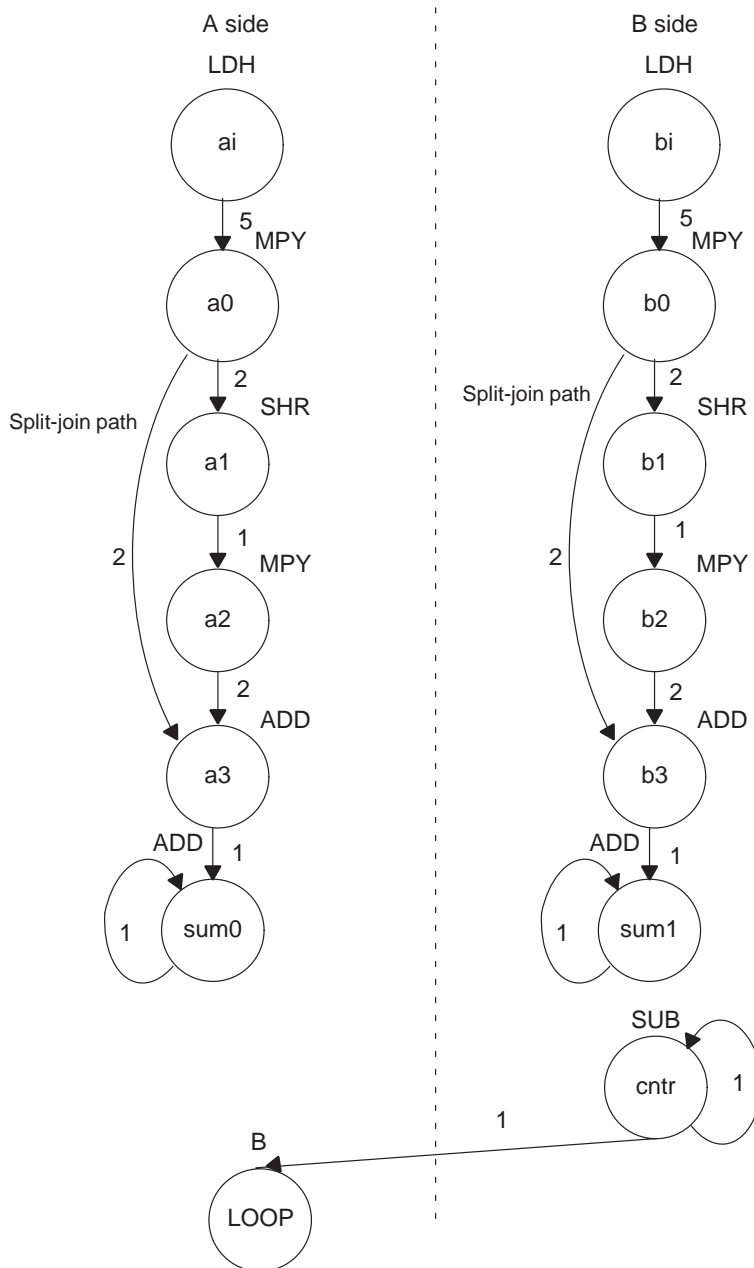 A side
B side
LDH
LDH
ai
bi
5
5
MPY
MPY
a0
b0
2
2
Split-join path
Split-join path
SHR
SHR
a1
b1
1
1
2
2
MPY
MPY
a2
b2
2
2
ADD
ADD
a3
b3
ADD
1
ADD
1
1
sum0
1
sum1
SUB
cntr
1
1
B
LOOP